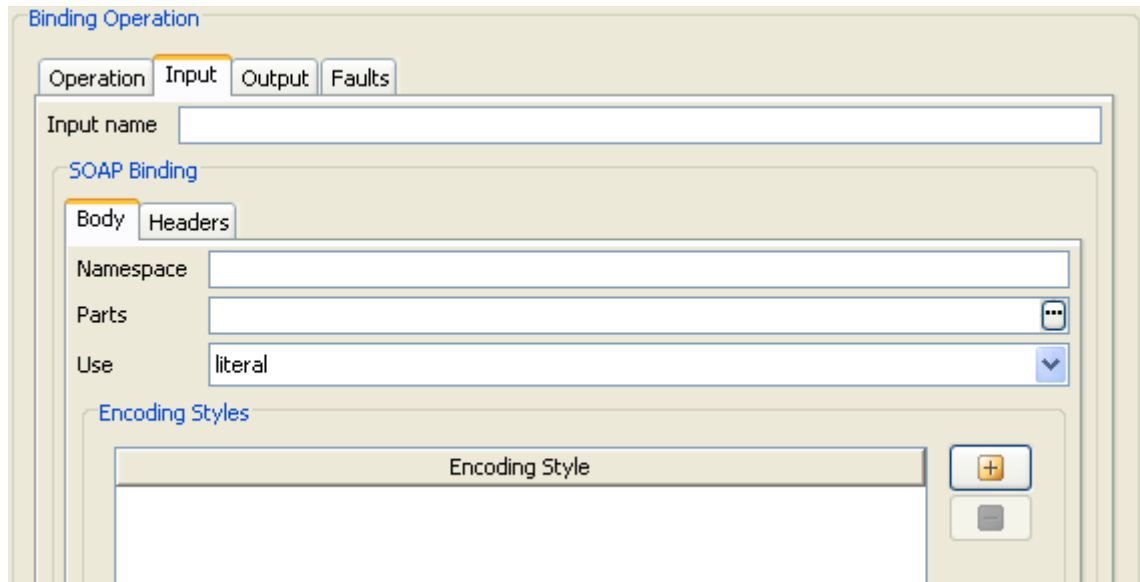 Binding Operation
Operation Input Output Faults
Input name
SOAP Binding
Body Headers
Namespace
Parts
Use literal
Encoding Styles
Encoding Style